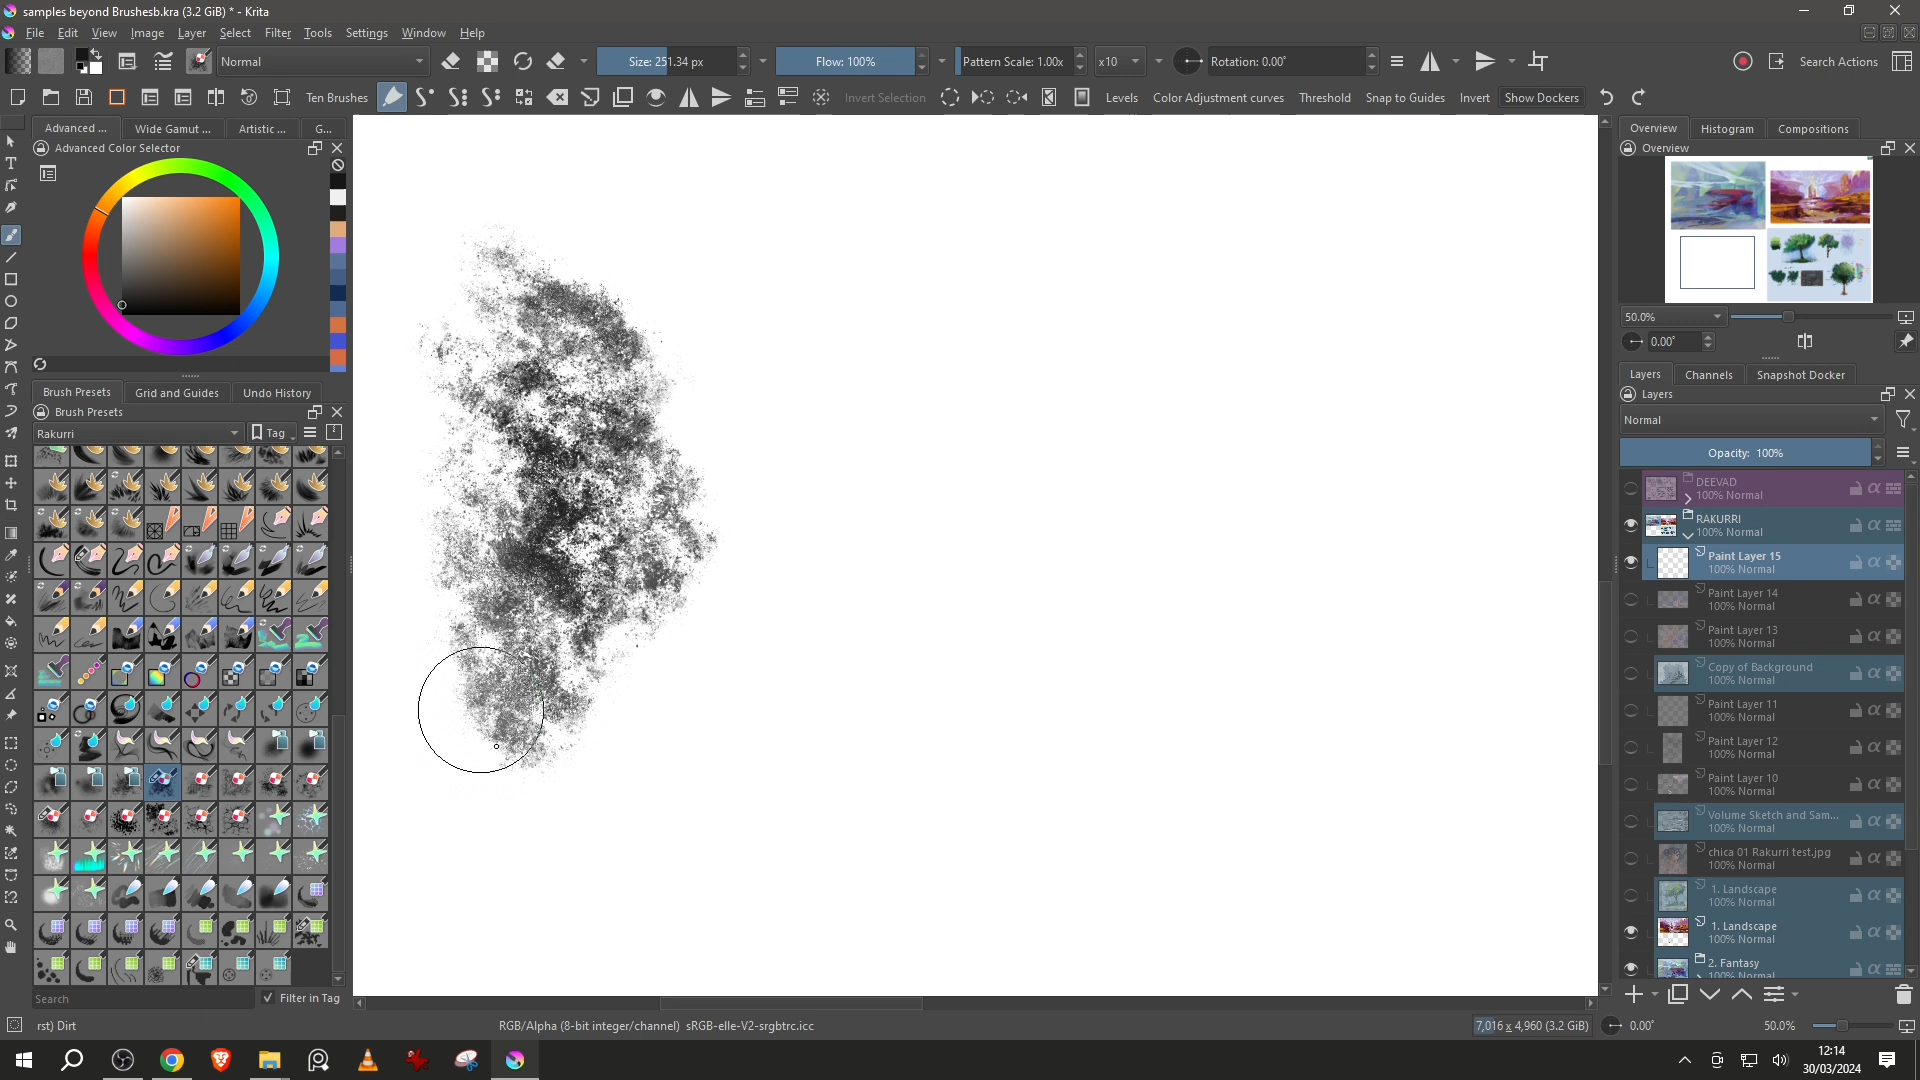 samples beyond Brushesb.kra (3.2 GiB) * - Krita
File Edit View Image Layer Select Filter Tools Settings Window Help
Normal
Size: 251.34 px
Flow: 100%
Pattern Scale: 1.00x
x10
Rotation: 0.00°
Search Actions
Ten Brushes
Invert Selection
Levels
Color Adjustment curves
Threshold
Snap to Guides
Invert
Show Dockers
Advanced ...
Wide Gamut ...
Artistic ...
G...
Advanced Color Selector
Brush Presets
Grid and Guides
Undo History
Brush Presets
Rakurri
Tag
Search
Filter in Tag
Overview
Histogram
Compositions
Overview
50.0%
0.00°
Layers
Channels
Snapshot Docker
Layers
Normal
Opacity: 100%
DEEVAD
100% Normal
RAKURRI
100% Normal
Paint Layer 15
100% Normal
Paint Layer 14
100% Normal
Paint Layer 13
100% Normal
Copy of Background
100% Normal
Paint Layer 11
100% Normal
Paint Layer 12
100% Normal
Paint Layer 10
100% Normal
Volume Sketch and Sam...
100% Normal
chica 01 Rakurri test.jpg
100% Normal
1. Landscape
100% Normal
1. Landscape
100% Normal
2. Fantasy
100% Normal
rst) Dirt
RGB/Alpha (8-bit integer/channel) sRGB-elle-V2-srgbtrc.icc
7,016 x 4,960 (3.2 GiB)
0.00°
50.0%
12:14
30/03/2024